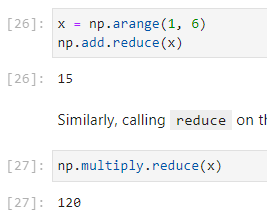 [26]: x = np.arange(1, 6)
np.add.reduce(x)
[26]: 15
Similarly, calling reduce on
[27]: np.multiply.reduce(x)
[27]: 120